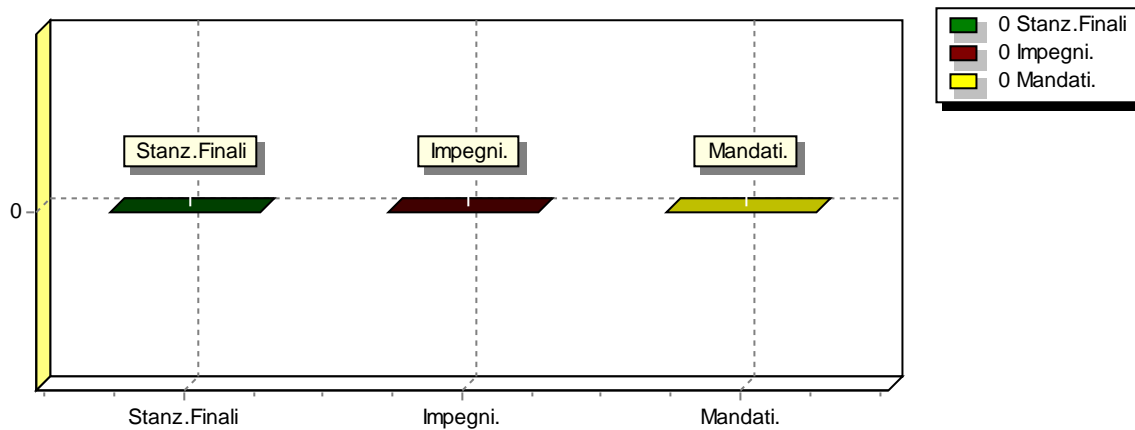 0 Stanz.Finali
0 Impegni.
0 Mandati.
Stanz.Finali
Impegni.
Mandati.
0
Stanz.Finali
Impegni.
Mandati.